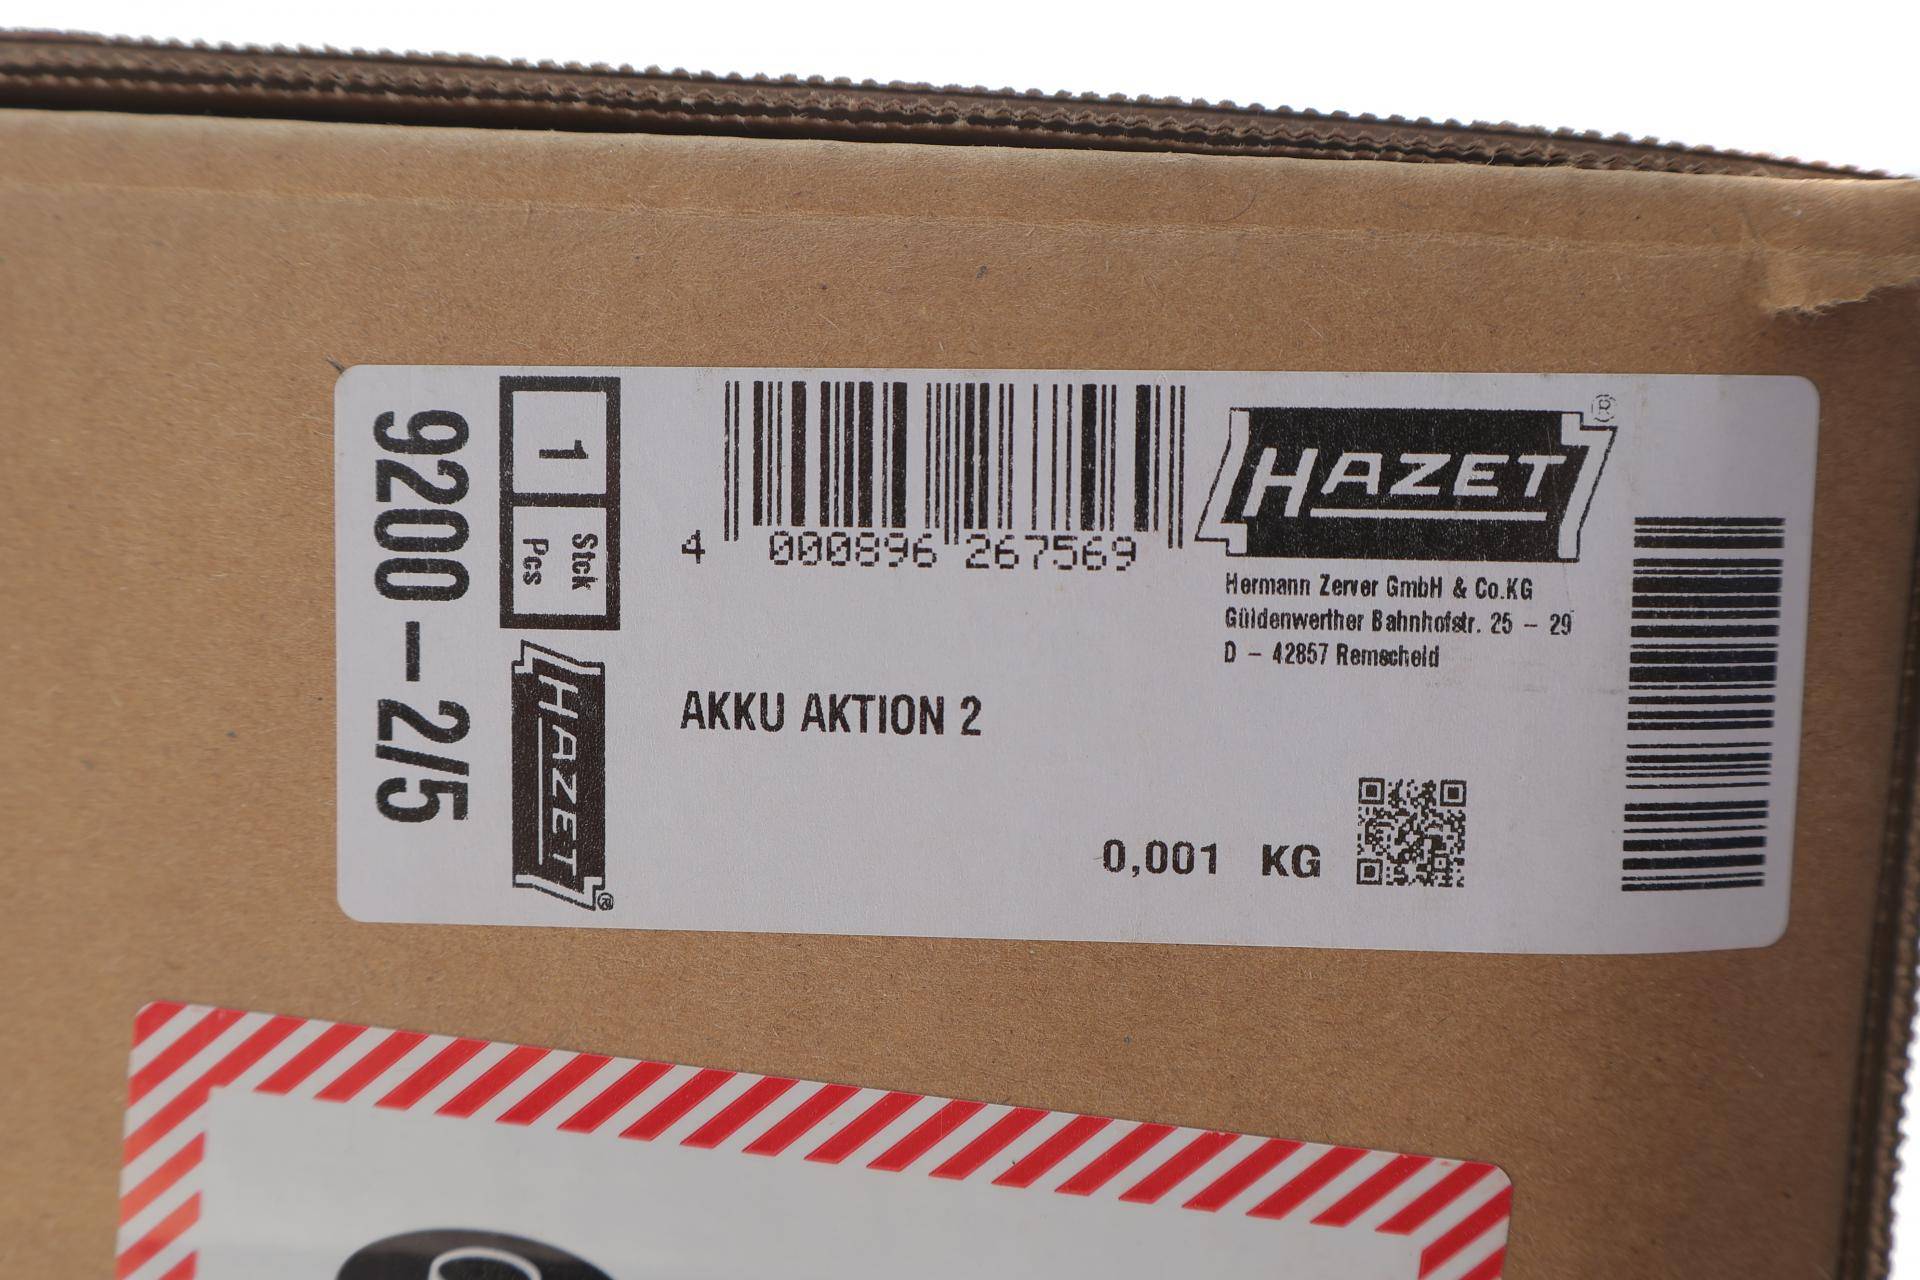 9200-2/5
1
Stck
Pcs
HAZET®
4 000896 267569
HAZET®
Hermann Zerver GmbH & Co.KG
Güldenwerther Bahnhofstr. 25 - 29
D - 42857 Remscheid
AKKU AKTION 2
0,001 KG